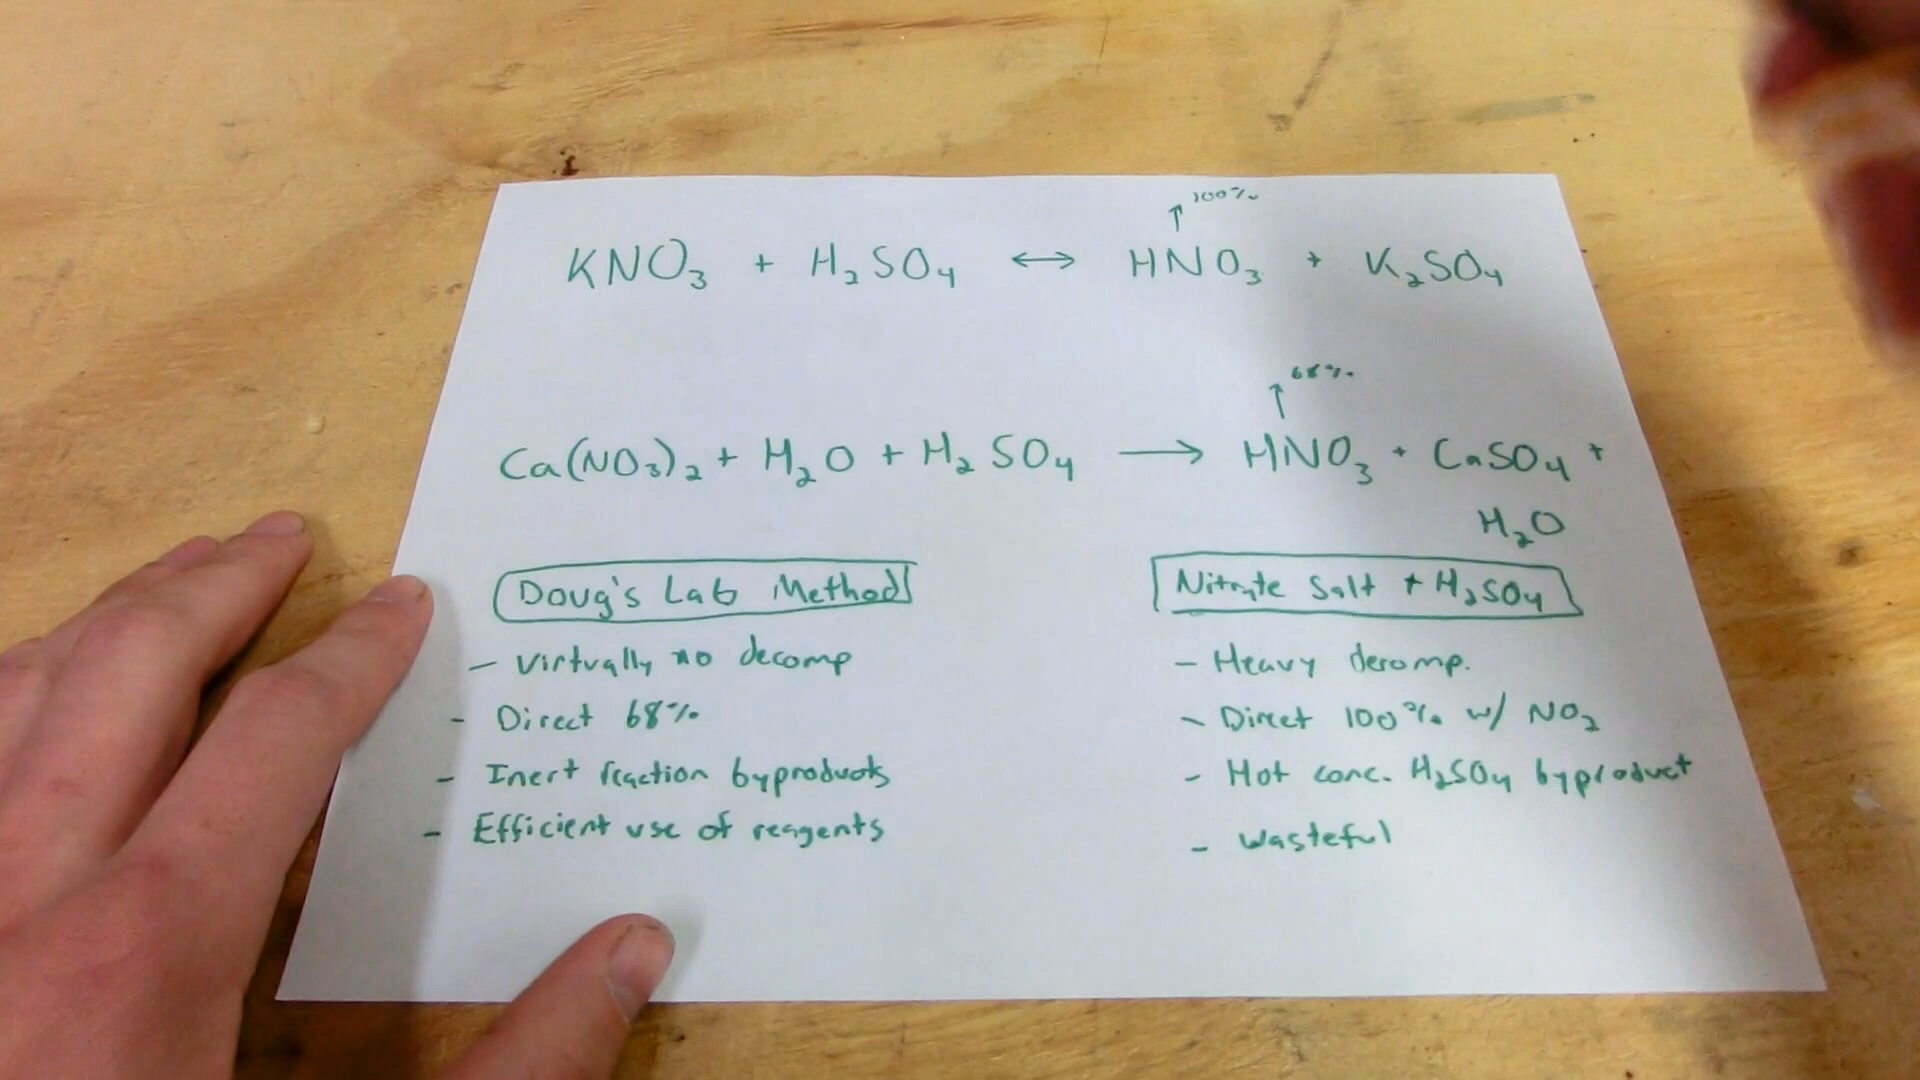 100%
KNO₃ + H₂SO₄ ↔ HNO₃ + K₂SO₄
68%
Ca(NO₃)₂ + H₂O + H₂SO₄ → HNO₃ + CaSO₄ +
H₂O
Doug's Lab Method
- Virtually no decomp
- Direct 68%
- Inert reaction byproducts
- Efficient use of reagents
Nitrate Salt + H₂SO₄
- Heavy decomp.
- Direct 100% w/ NO₂
- Hot conc. H₂SO₄ byproduct
- Wasteful